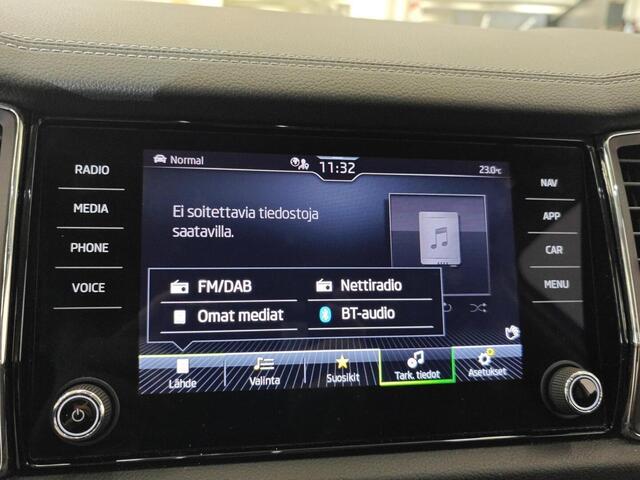 RADIO
MEDIA
PHONE
VOICE
Normal
11:32
23.0°C
Ei soitettavia tiedostoja
saatavilla.
FM/DAB
Nettiradio
Omat mediat
BT-audio
Lähde
Valinta
Suosikit
Tark. tiedot
Asetukset
NAV
APP
CAR
MENU